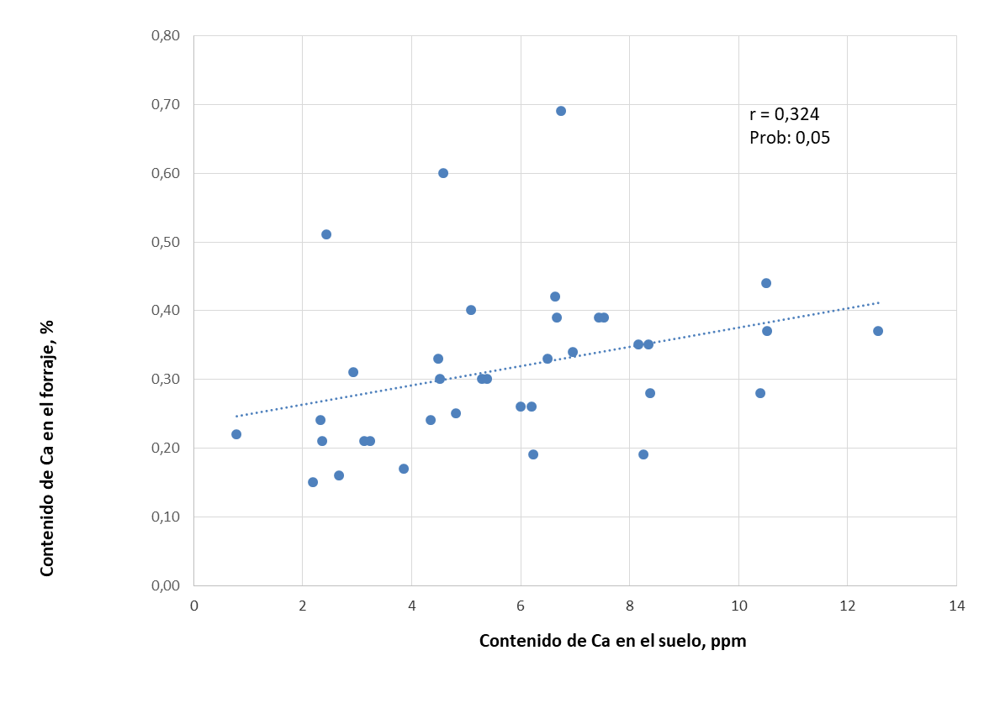 0,80
0,70
0,60
0,50
0,40
0,30
0,20
0,10
0,00
r = 0,324
Prob: 0,05
0 2 4 6 8 10 12 14
Contenido de Ca en el forraje, %
Contenido de Ca en el suelo, ppm